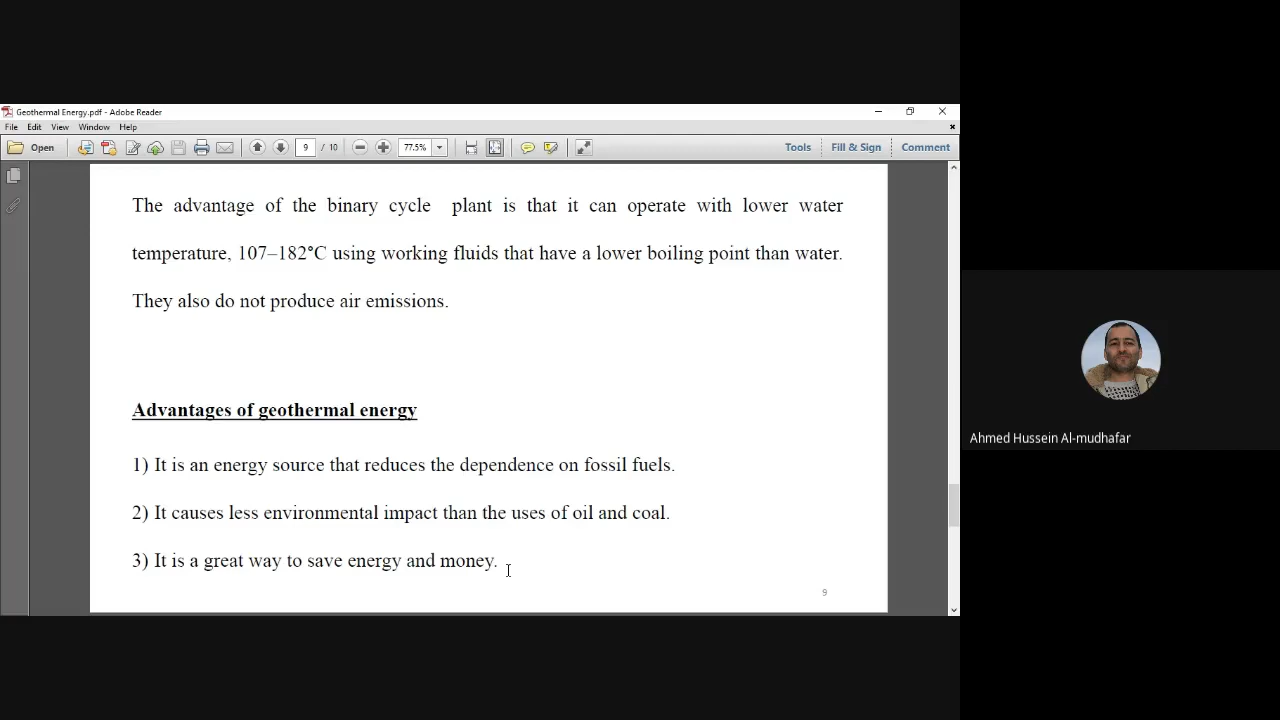 Geothermal Energy.pdf - Adobe Reader
File Edit View Window Help
Open 9 / 10 77.5% Tools Fill & Sign Comment
The advantage of the binary cycle plant is that it can operate with lower water
temperature, 107–182°C using working fluids that have a lower boiling point than water.
They also do not produce air emissions.
Advantages of geothermal energy
1) It is an energy source that reduces the dependence on fossil fuels.
2) It causes less environmental impact than the uses of oil and coal.
3) It is a great way to save energy and money.
9
Ahmed Hussein Al-mudhafar